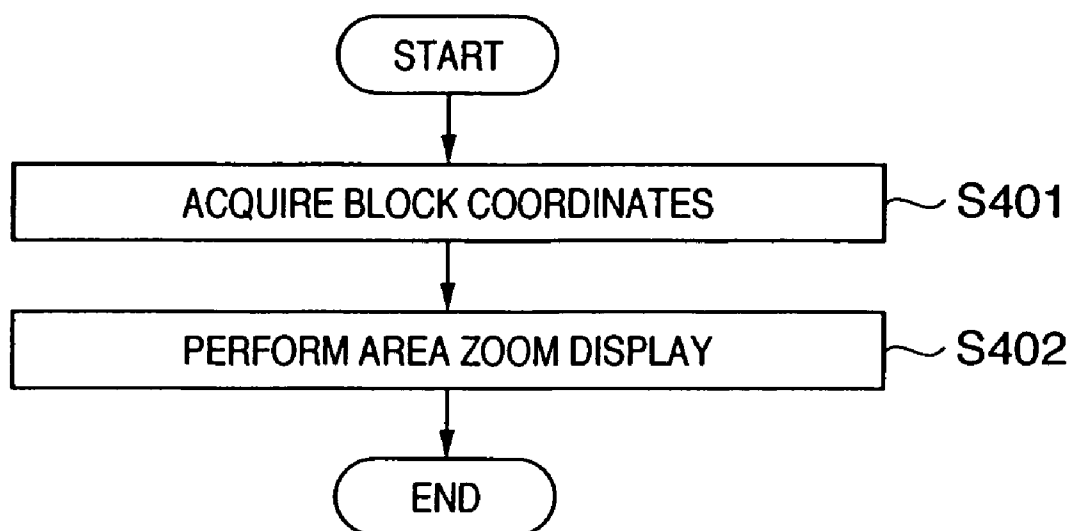 START
ACQUIRE BLOCK COORDINATES
S401
PERFORM AREA ZOOM DISPLAY
S402
END